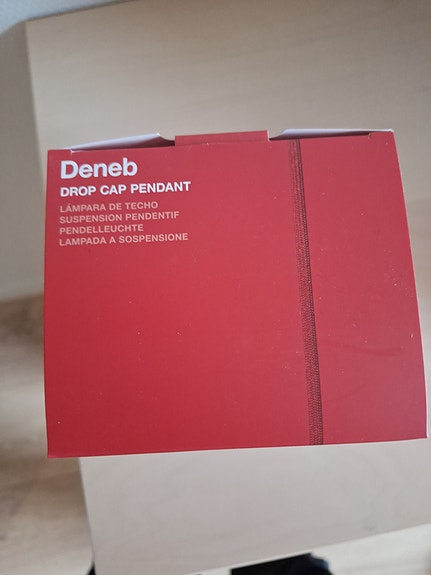 Deneb
DROP CAP PENDANT
LÁMPARA DE TECHO
SUSPENSION PENDENTIF
PENDELLEUCHTE
LAMPADA A SOSPENSIONE